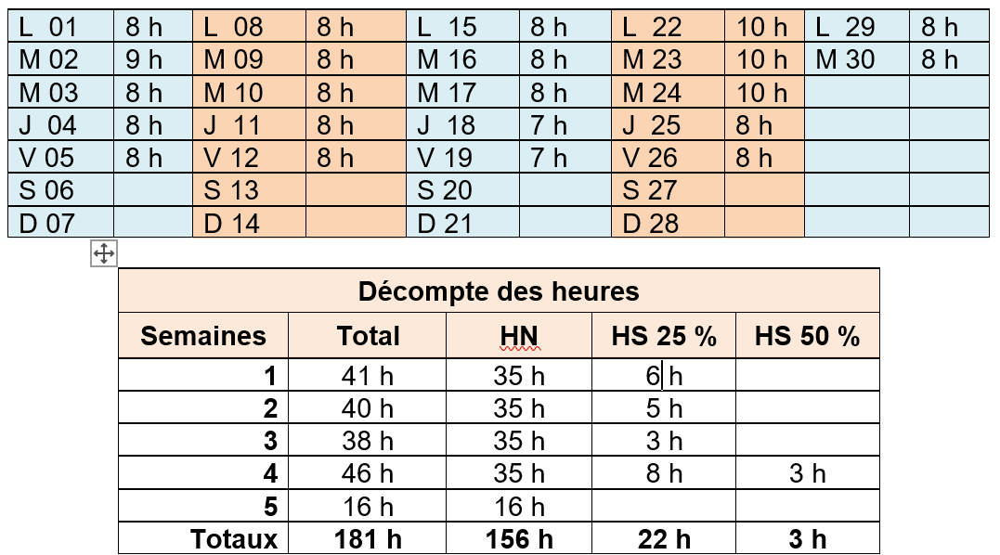 L 01 8 h L 08 8 h L 15 8 h L 22 10 h L 29 8 h
M 02 9 h M 09 8 h M 16 8 h M 23 10 h M 30 8 h
M 03 8 h M 10 8 h M 17 8 h M 24 10 h
J 04 8 h J 11 8 h J 18 7 h J 25 8 h
V 05 8 h V 12 8 h V 19 7 h V 26 8 h
S 06 S 13 S 20 S 27
D 07 D 14 D 21 D 28
Décompte des heures
Semaines Total HN HS 25 % HS 50 %
1 41 h 35 h 6 h
2 40 h 35 h 5 h
3 38 h 35 h 3 h
4 46 h 35 h 8 h 3 h
5 16 h 16 h
Totaux 181 h 156 h 22 h 3 h